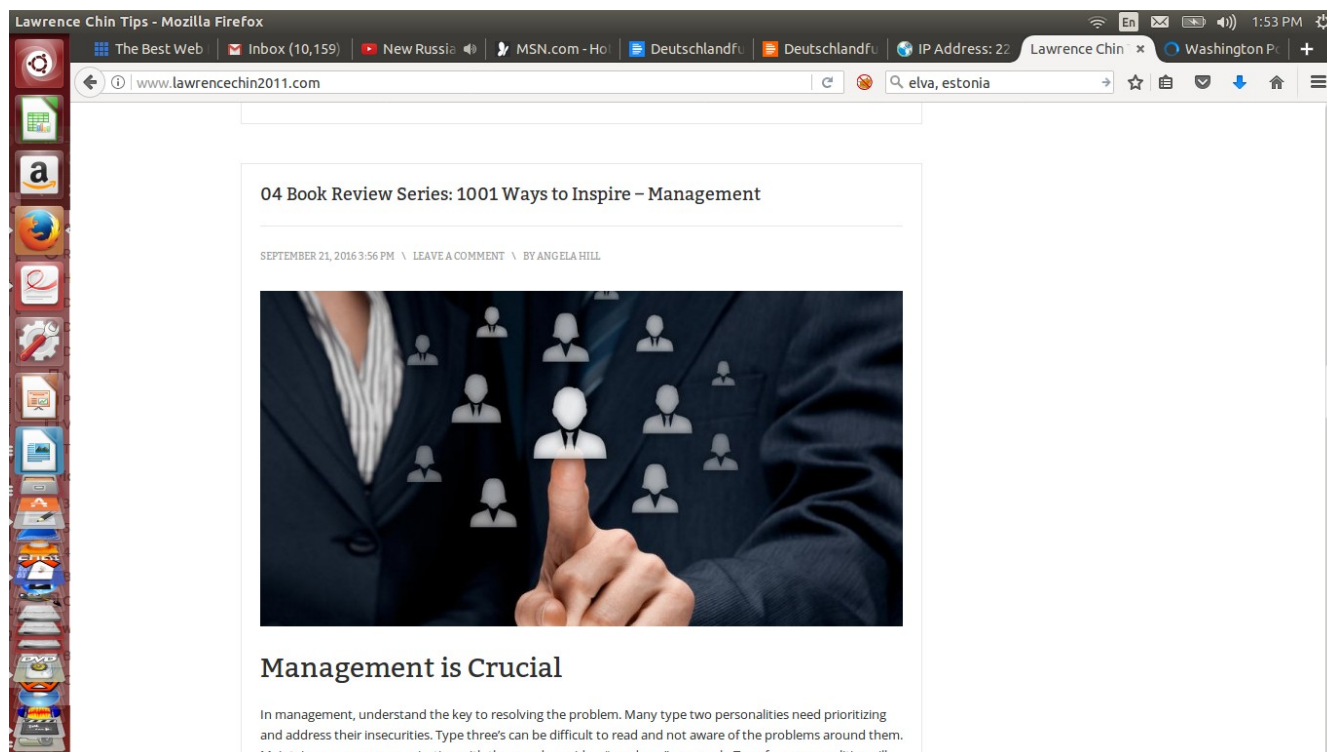 Lawrence Chin Tips - Mozilla Firefox
En
1:53 PM
The Best Web
Inbox (10,159)
New Russia
MSN.com - Ho
Deutschlandfu
Deutschlandfu
IP Address: 22
Lawrence Chin
Washington Po
www.lawrencechin2011.com
elva, estonia
04 Book Review Series: 1001 Ways to Inspire – Management
SEPTEMBER 21, 2016 3:56 PM \ LEAVE A COMMENT \ BY ANGELA HILL
Management is Crucial
In management, understand the key to resolving the problem. Many type two personalities need prioritizing
and address their insecurities. Type three's can be difficult to read and not aware of the problems around them.
a
DVD